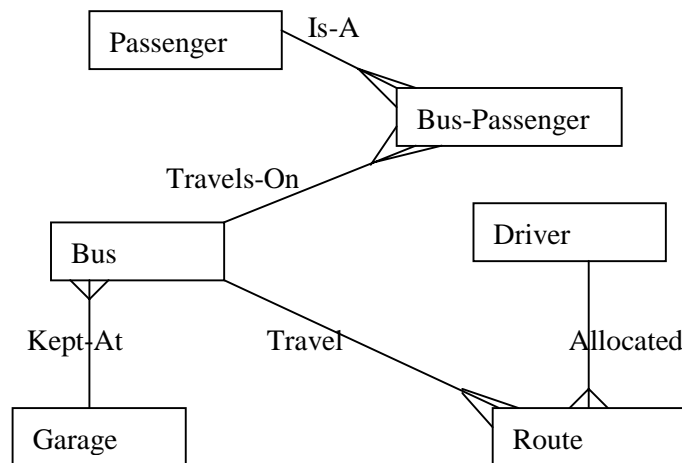 Passenger
Is-A
Bus-Passenger
Travels-On
Bus
Driver
Kept-At
Travel
Allocated
Garage
Route